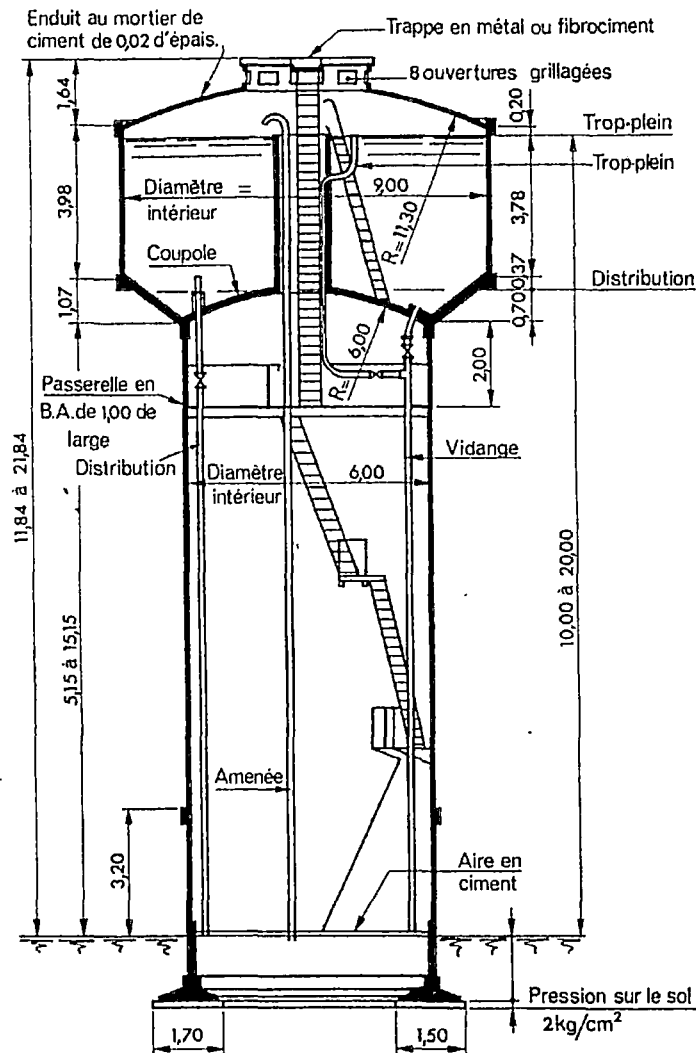 Enduit au mortier de
ciment de 0,02 d'épais.
Trappe en métal ou fibrociment
8 ouvertures grillagées
1,64
0,20
Trop-plein
Trop-plein
Diamètre =
intérieur
9,00
3,98
3,78
R=11,30
Coupole
0,37
Distribution
1,07
0,70
R= 6,00
2,00
Passerelle en
B.A. de 1,00 de
large
Distribution
Vidange
Diamètre
intérieur
6,00
11,84 à 21,84
5,15 à 15,15
10,00 à 20,00
Amenée
3,20
Aire en
ciment
Pression sur le sol
2kg/cm²
1,70
1,50